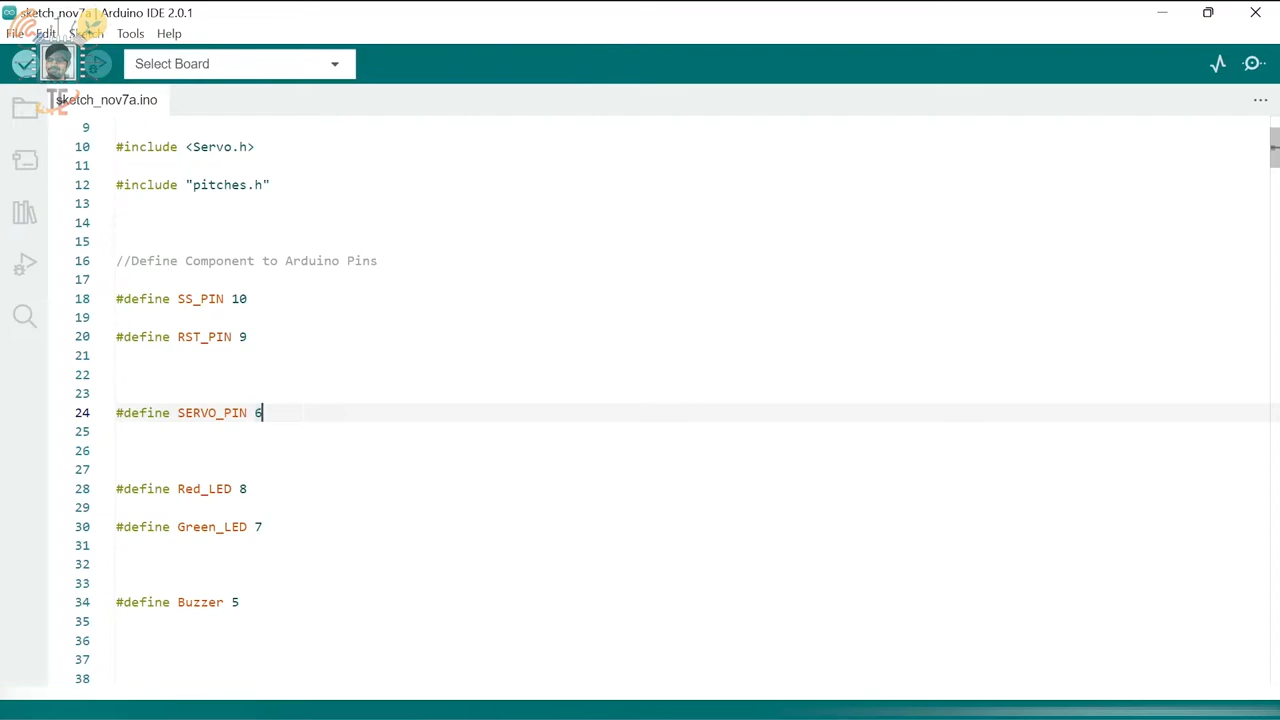 sketch_nov7a | Arduino IDE 2.0.1
File Edit Sketch Tools Help
Select Board
sketch_nov7a.ino
TE
9
10 #include <Servo.h>
11
12 #include "pitches.h"
13
14
15
16 //Define Component to Arduino Pins
17
18 #define SS_PIN 10
19
20 #define RST_PIN 9
21
22
23
24 #define SERVO_PIN 6
25
26
27
28 #define Red_LED 8
29
30 #define Green_LED 7
31
32
33
34 #define Buzzer 5
35
36
37
38